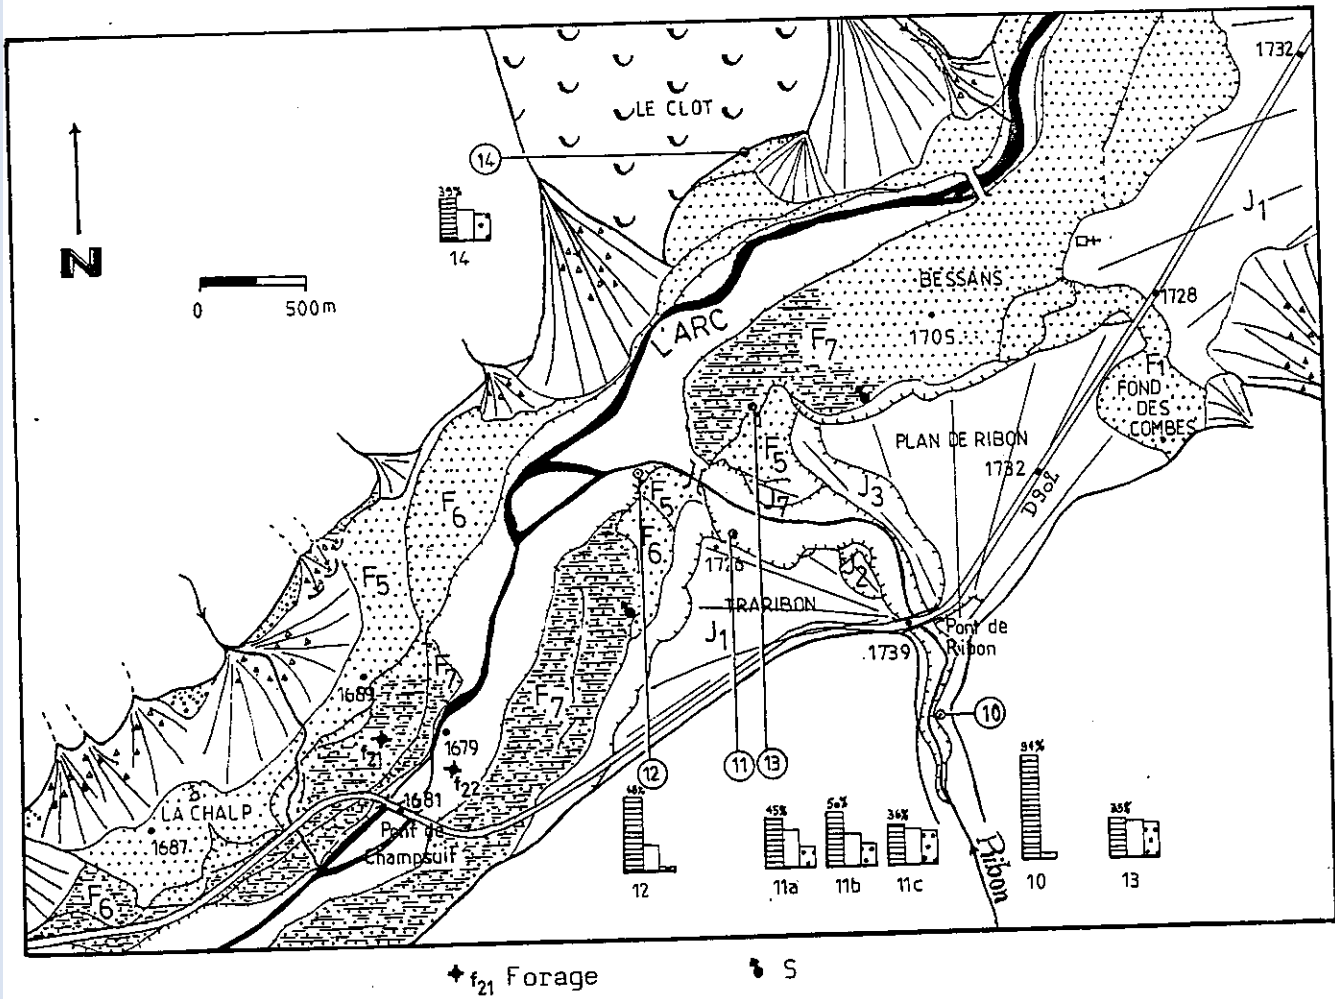 1732
LE CLOT
14
J1
39%
14
N
0 500m
BESSANS
1728
L'ARC
1705
F7
F1
FOND
DES
COMBES
PLAN DE RIBON
F5
1732
J3
D902
J7
F6
F5
F6
F5
J2
TRARIBON
J1
Pont de
Ribon
1739
F7
1689
F7
10
f21
1679
f22
12
11
13
1681
LA CHALP
1687
Pont de
Champsuif
F6
48%
12
45%
11a
50%
11b
36%
11c
Ribon
91%
10
13
f21 Forage
S